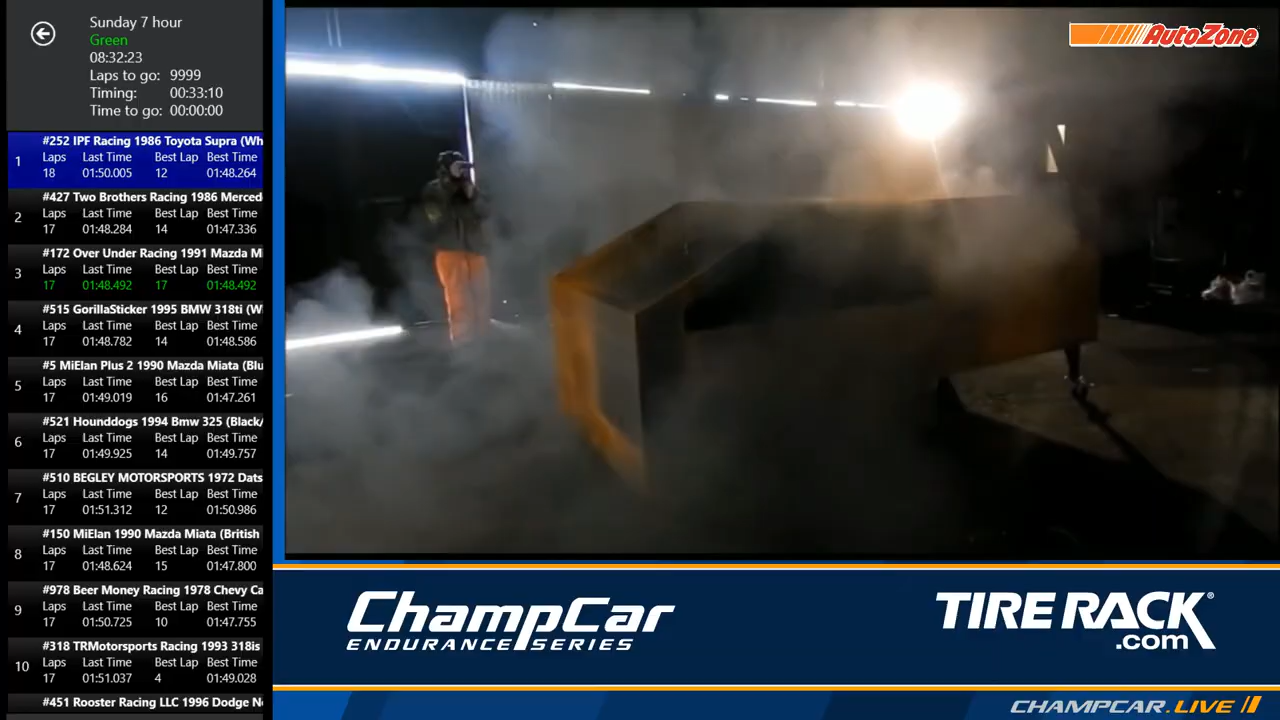 Sunday 7 hour
Green
08:32:23
Laps to go: 9999
Timing: 00:33:10
Time to go: 00:00:00
#252 IPF Racing 1986 Toyota Supra (Wh
1 Laps Last Time Best Lap Best Time
18 01:50.005 12 01:48.264
#427 Two Brothers Racing 1986 Merced
2 Laps Last Time Best Lap Best Time
17 01:48.284 14 01:47.336
#172 Over Under Racing 1991 Mazda Mi
3 Laps Last Time Best Lap Best Time
17 01:48.492 17 01:48.492
#515 GorillaSticker 1995 BMW 318ti (W
4 Laps Last Time Best Lap Best Time
17 01:48.782 14 01:48.586
#5 MiElan Plus 2 1990 Mazda Miata (Blu
5 Laps Last Time Best Lap Best Time
17 01:49.019 16 01:47.261
#521 Hounddogs 1994 Bmw 325 (Black/
6 Laps Last Time Best Lap Best Time
17 01:49.925 14 01:49.757
#510 BEGLEY MOTORSPORTS 1972 Dats
7 Laps Last Time Best Lap Best Time
17 01:51.312 12 01:50.986
#150 MiElan 1990 Mazda Miata (British
8 Laps Last Time Best Lap Best Time
17 01:48.624 15 01:47.800
#978 Beer Money Racing 1978 Chevy Ca
9 Laps Last Time Best Lap Best Time
17 01:50.725 10 01:47.755
#318 TRMotorsports Racing 1993 318is
10 Laps Last Time Best Lap Best Time
17 01:51.037 4 01:49.028
#451 Rooster Racing LLC 1996 Dodge Ne
AutoZone
ChampCar
ENDURANCE SERIES
TIRE RACK®
.com
CHAMPCAR.LIVE